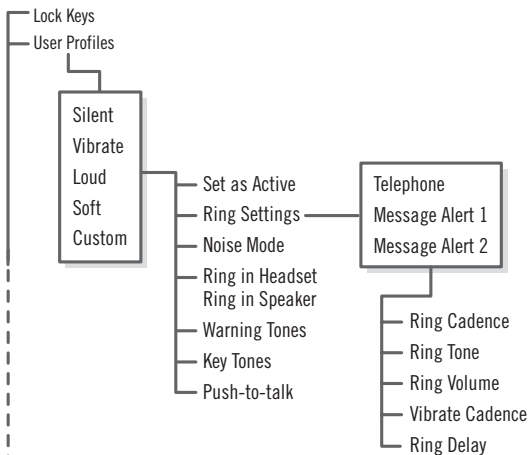 Lock Keys
User Profiles
Silent
Vibrate
Loud
Soft
Custom
Set as Active
Ring Settings
Noise Mode
Ring in Headset
Ring in Speaker
Warning Tones
Key Tones
Push-to-talk
Telephone
Message Alert 1
Message Alert 2
Ring Cadence
Ring Tone
Ring Volume
Vibrate Cadence
Ring Delay